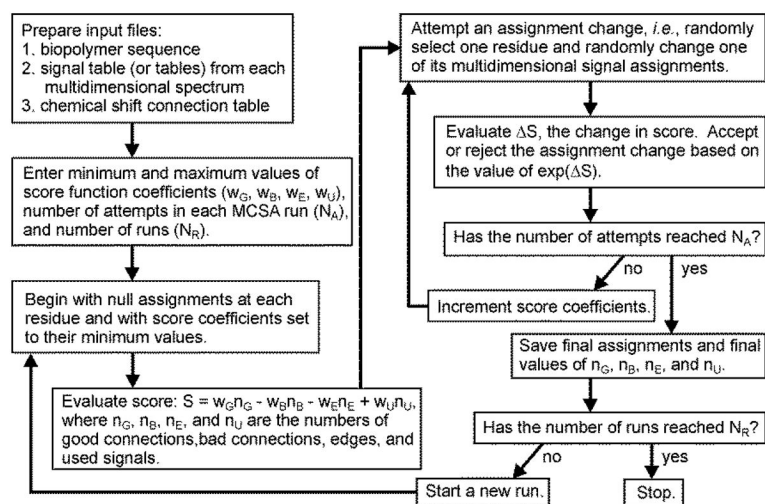 Prepare input files:
1. biopolymer sequence
2. signal table (or tables) from each
multidimensional spectrum
3. chemical shift connection table
Enter minimum and maximum values of
score function coefficients (wG, wB, wE, wU),
number of attempts in each MCSA run (NA),
and number of runs (NR).
Begin with null assignments at each
residue and with score coefficients set
to their minimum values.
Evaluate score: S = wGnG - wBnB - wEnE + wUnU,
where nG, nB, nE, and nU are the numbers of
good connections,bad connections, edges, and
used signals.
Attempt an assignment change, i.e., randomly
select one residue and randomly change one
of its multidimensional signal assignments.
Evaluate ΔS, the change in score. Accept
or reject the assignment change based on
the value of exp(ΔS).
Has the number of attempts reached NA?
no
yes
Increment score coefficients.
Save final assignments and final
values of nG, nB, nE, and nU.
Has the number of runs reached NR?
no
yes
Start a new run.
Stop.